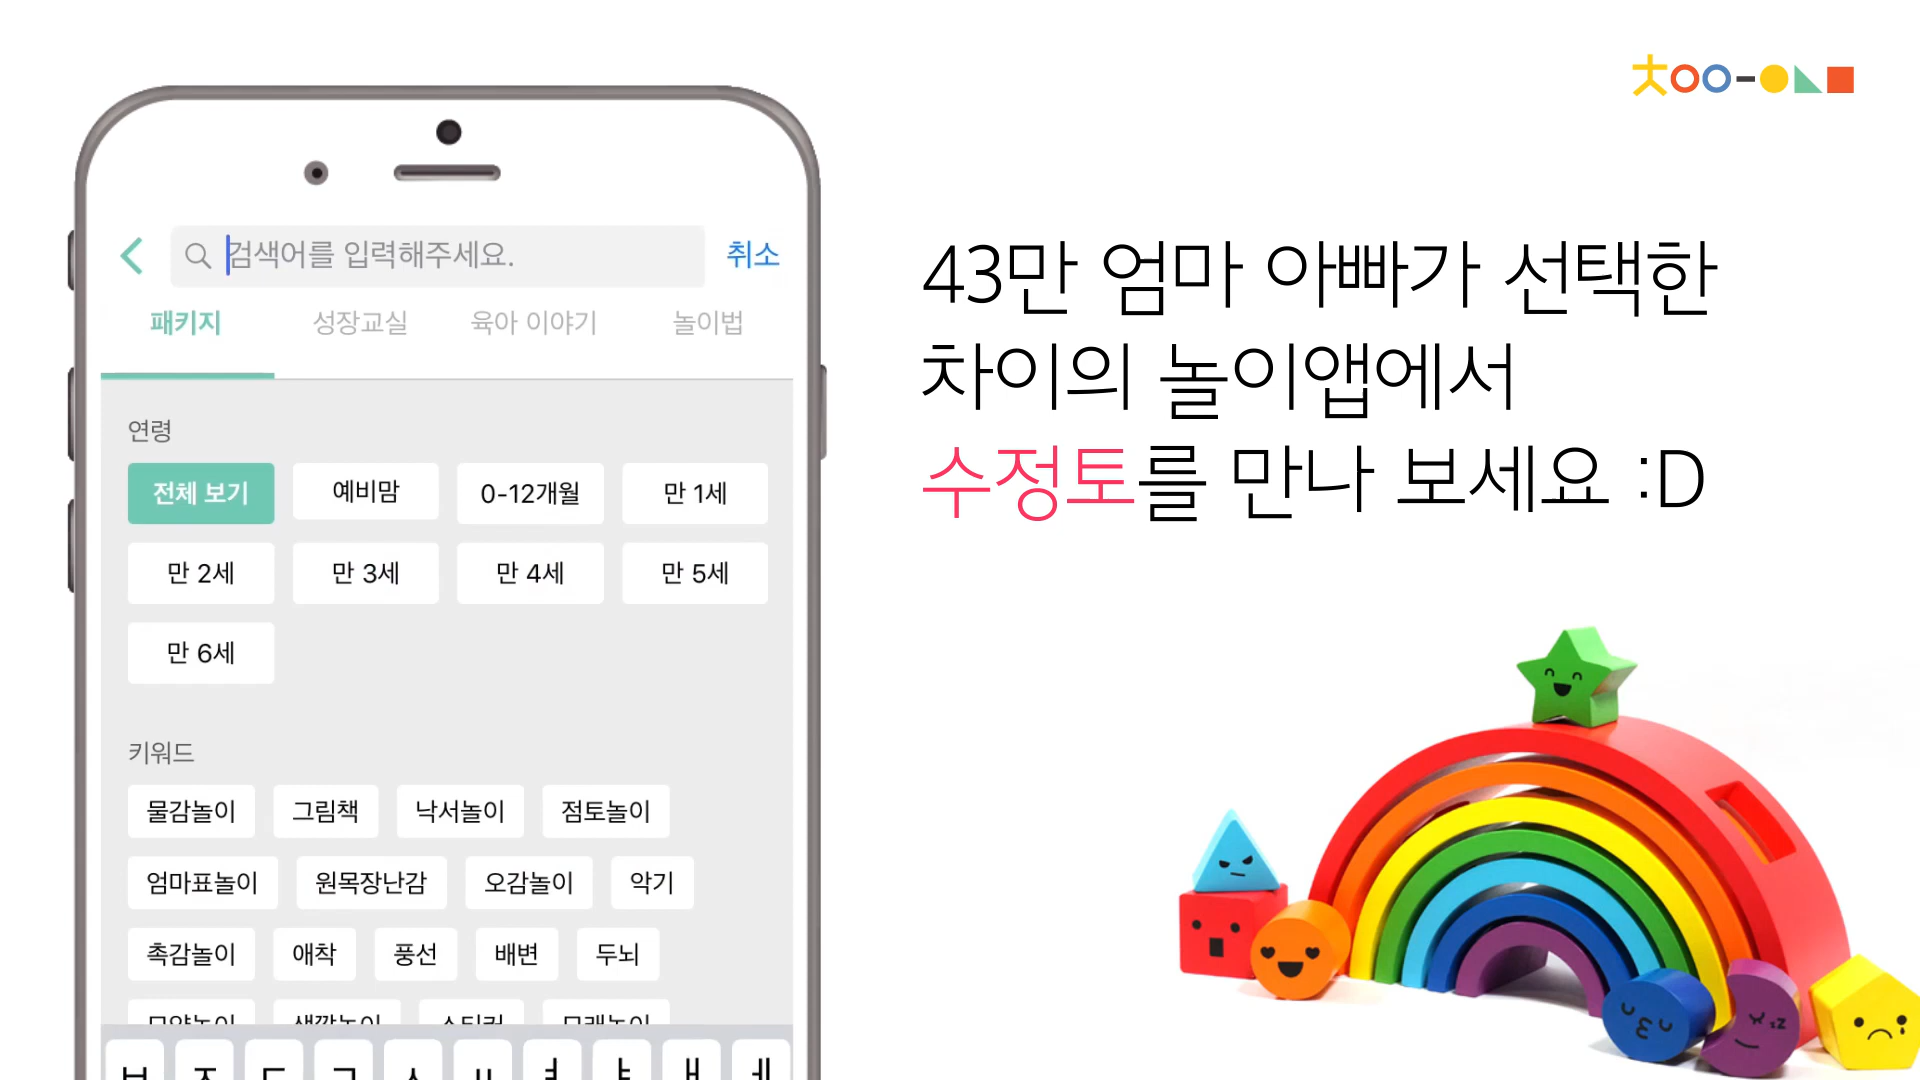 43만 엄마 아빠가 선택한
차이의 놀이앱에서
수정토를 만나 보세요 :D
검색어를 입력해주세요. 취소
패키지 성장교실 육아 이야기 놀이법
연령
전체 보기 예비맘 0-12개월 만 1세
만 2세 만 3세 만 4세 만 5세
만 6세
키워드
물감놀이 그림책 낙서놀이 점토놀이
엄마표놀이 원목장난감 오감놀이 악기
촉감놀이 애착 풍선 배변 두뇌